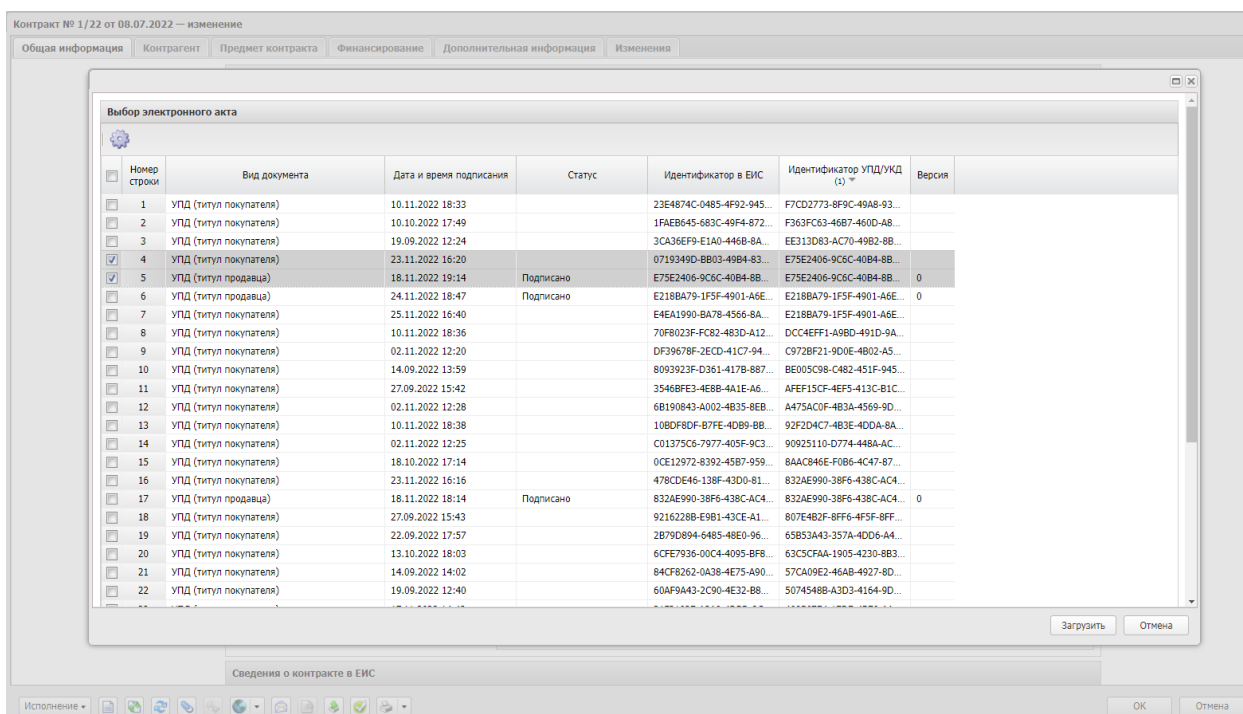 Контракт № 1/22 от 08.07.2022 — изменение
Общая информация Контрагент Предмет контракта Финансирование Дополнительная информация Изменения
Выбор электронного акта
Номер строки Вид документа Дата и время подписания Статус Идентификатор в ЕИС Идентификатор УПД/УКД (1) Версия
1 УПД (титул покупателя) 10.11.2022 18:33 23E4874C-0485-4F92-945... F7CD2773-8F9C-49A8-93...
2 УПД (титул покупателя) 10.10.2022 17:49 1FAEB645-683C-49F4-872... F363FC63-46B7-460D-A8...
3 УПД (титул покупателя) 19.09.2022 12:24 3CA36EF9-E1A0-446B-8A... EE313D83-AC70-49B2-8B...
4 УПД (титул покупателя) 23.11.2022 16:20 0719349D-BB03-49B4-83... E75E2406-9C6C-40B4-8B...
5 УПД (титул продавца) 18.11.2022 19:14 Подписано E75E2406-9C6C-40B4-8B... E75E2406-9C6C-40B4-8B... 0
6 УПД (титул продавца) 24.11.2022 18:47 Подписано E218BA79-1F5F-4901-A6E... E218BA79-1F5F-4901-A6E... 0
7 УПД (титул покупателя) 25.11.2022 16:40 E4EA1990-BA78-4566-8A... E218BA79-1F5F-4901-A6E...
8 УПД (титул покупателя) 10.11.2022 18:36 70F8023F-FC82-483D-A12... DCC4EFF1-A9BD-491D-9A...
9 УПД (титул покупателя) 02.11.2022 12:20 DF39678F-2ECD-41C7-94... C972BF21-9D0E-4B02-A5...
10 УПД (титул покупателя) 14.09.2022 13:59 8093923F-D361-417B-887... BE005C98-C482-451F-945...
11 УПД (титул покупателя) 27.09.2022 15:42 3546BFE3-4E8B-4A1E-A6... AFEF15CF-4EF5-413C-B1C...
12 УПД (титул покупателя) 02.11.2022 12:28 6B190843-A002-4B35-8EB... A475AC0F-4B3A-4569-9D...
13 УПД (титул покупателя) 10.11.2022 18:38 10BDF8DF-B7FE-4DB9-BB... 92F2D4C7-4B3E-4DDA-8A...
14 УПД (титул покупателя) 02.11.2022 12:25 C01375C6-7977-405F-9C3... 90925110-D774-448A-AC...
15 УПД (титул покупателя) 18.10.2022 17:14 0CE12972-8392-45B7-959... 8AAC846E-F0B6-4C47-87...
16 УПД (титул покупателя) 23.11.2022 16:16 478CDE46-138F-43D0-81... 832AE990-38F6-438C-AC4...
17 УПД (титул продавца) 18.11.2022 18:14 Подписано 832AE990-38F6-438C-AC4... 832AE990-38F6-438C-AC4... 0
18 УПД (титул покупателя) 27.09.2022 15:43 9216228B-E9B1-43CE-A1... 807E4B2F-8FF6-4F5F-8FF...
19 УПД (титул покупателя) 22.09.2022 17:57 2B79D894-6485-48E0-96... 65B53A43-357A-4DD6-A4...
20 УПД (титул покупателя) 13.10.2022 18:03 6CFE7936-00C4-4095-BF8... 63C5CFAA-1905-4230-8B3...
21 УПД (титул покупателя) 14.09.2022 14:02 84CF8262-0A38-4E75-A90... 57CA09E2-46AB-4927-8D...
22 УПД (титул покупателя) 19.09.2022 12:40 60AF9A43-2C90-4E32-B8... 5074548B-A3D3-4164-9D...
Загрузить Отмена
Сведения о контракте в ЕИС
Исполнение OK Отмена